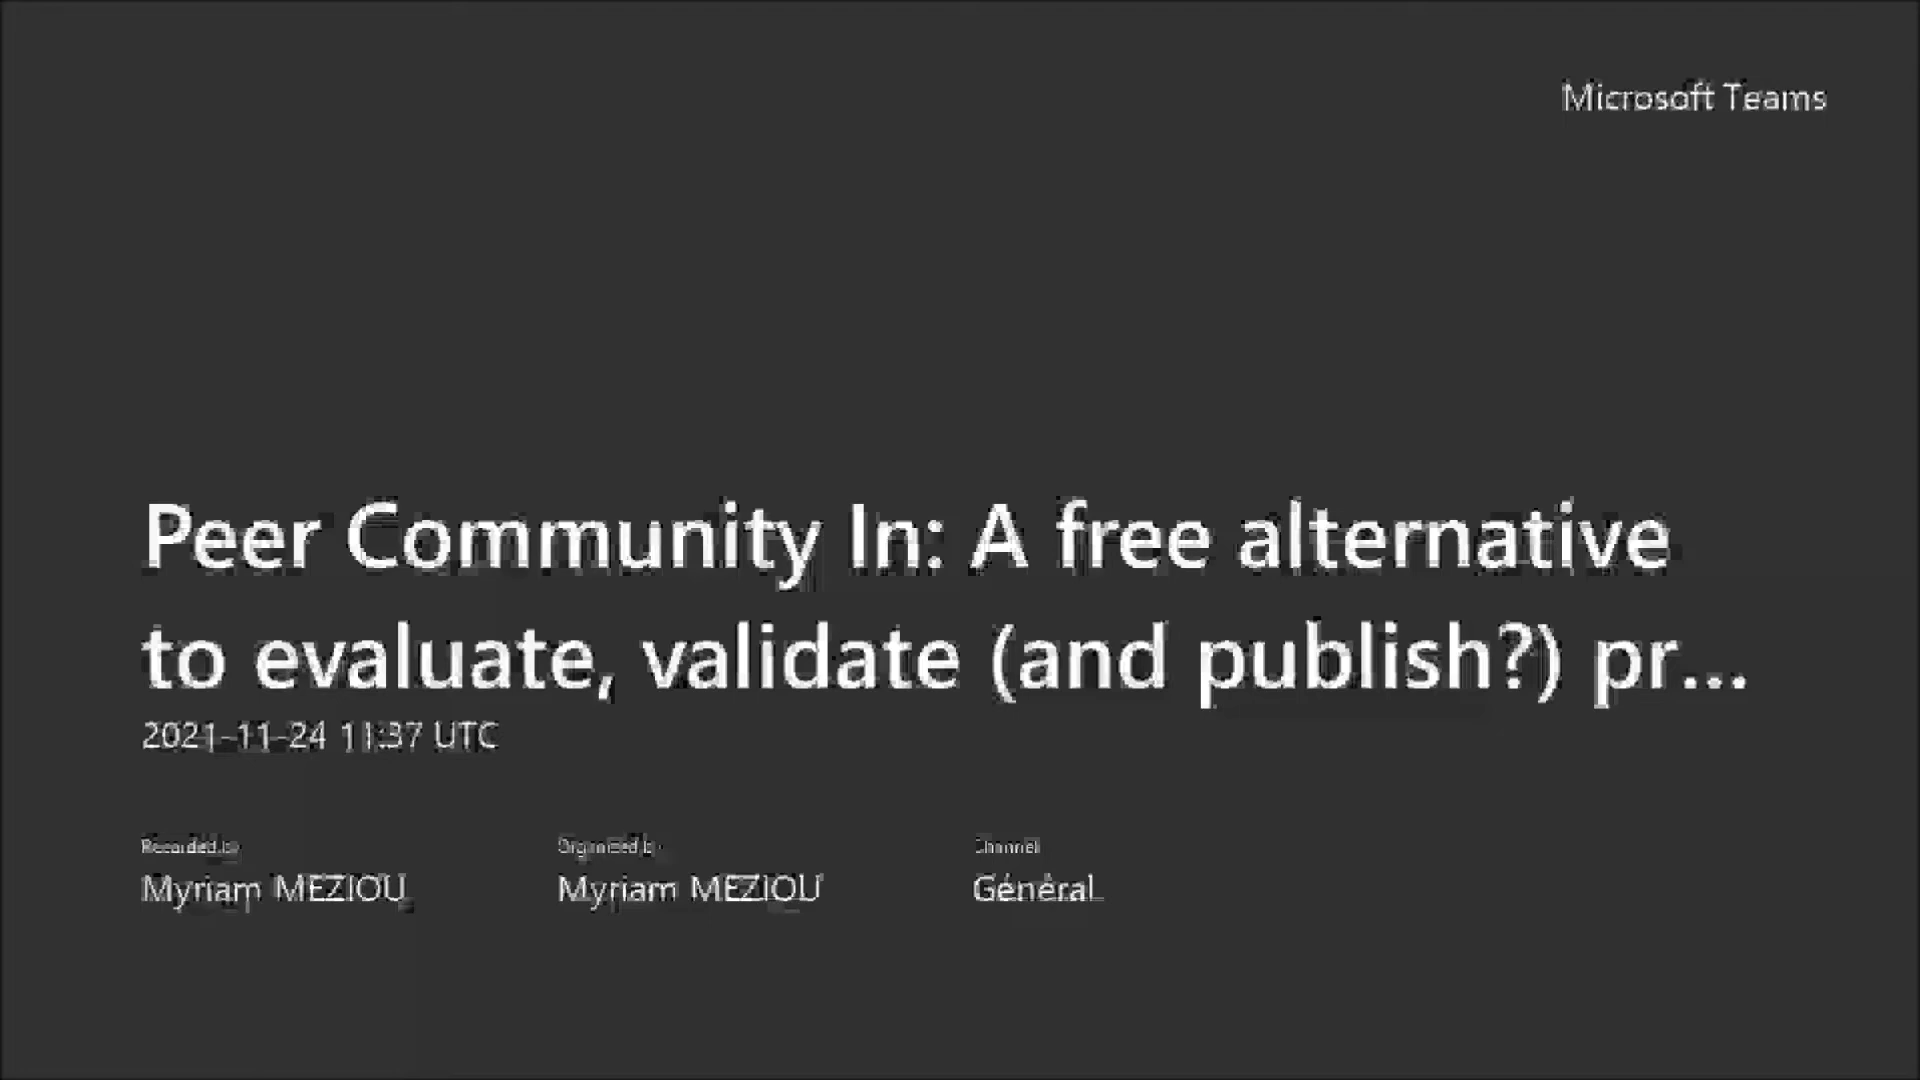 Microsoft Teams
Peer Community In: A free alternative
to evaluate, validate (and publish?) pr...
2021-11-24 11:37 UTC
Recorded by
Organized by
Channel
Myriam MEZIOU
Myriam MEZIOU
Général